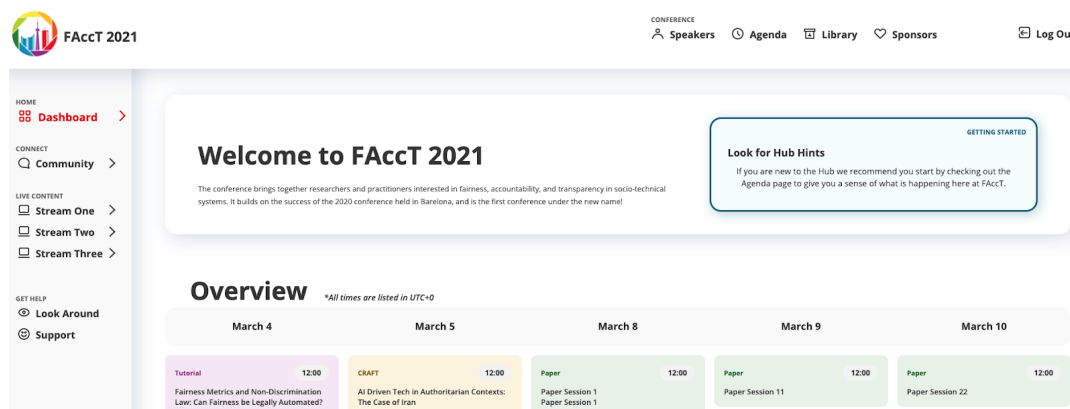 FAccT 2021
CONFERENCE
Speakers
Agenda
Library
Sponsors
Log Ou
HOME
Dashboard
CONNECT
Community
LIVE CONTENT
Stream One
Stream Two
Stream Three
GET HELP
Look Around
Support
Welcome to FAccT 2021
The conference brings together researchers and practitioners interested in fairness, accountability, and transparency in socio-technical
systems. It builds on the success of the 2020 conference held in Barelona, and is the first conference under the new name!
GETTING STARTED
Look for Hub Hints
If you are new to the Hub we recommend you start by checking out the
Agenda page to give you a sense of what is happening here at FAccT.
Overview *All times are listed in UTC+0
March 4
March 5
March 8
March 9
March 10
Tutorial 12:00
Fairness Metrics and Non-Discrimination
Law: Can Fairness be Legally Automated?
CRAFT 12:00
AI Driven Tech in Authoritarian Contexts:
The Case of Iran
Paper 12:00
Paper Session 1
Paper Session 1
Paper 12:00
Paper Session 11
Paper 12:00
Paper Session 22